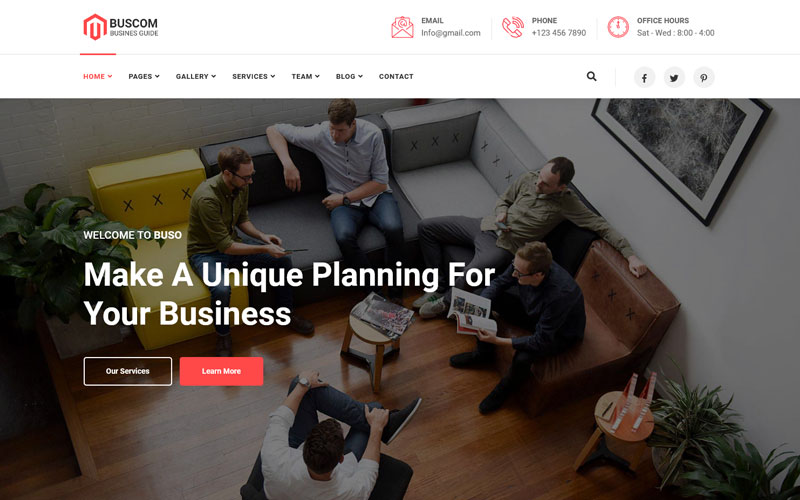 BUSCOM
BUSINES GUIDE
EMAIL
Info@gmail.com
PHONE
+123 456 7890
OFFICE HOURS
Sat - Wed : 8:00 - 4:00
HOME PAGES GALLERY SERVICES TEAM BLOG CONTACT
WELCOME TO BUSO
Make A Unique Planning For
Your Business
Our Services
Learn More